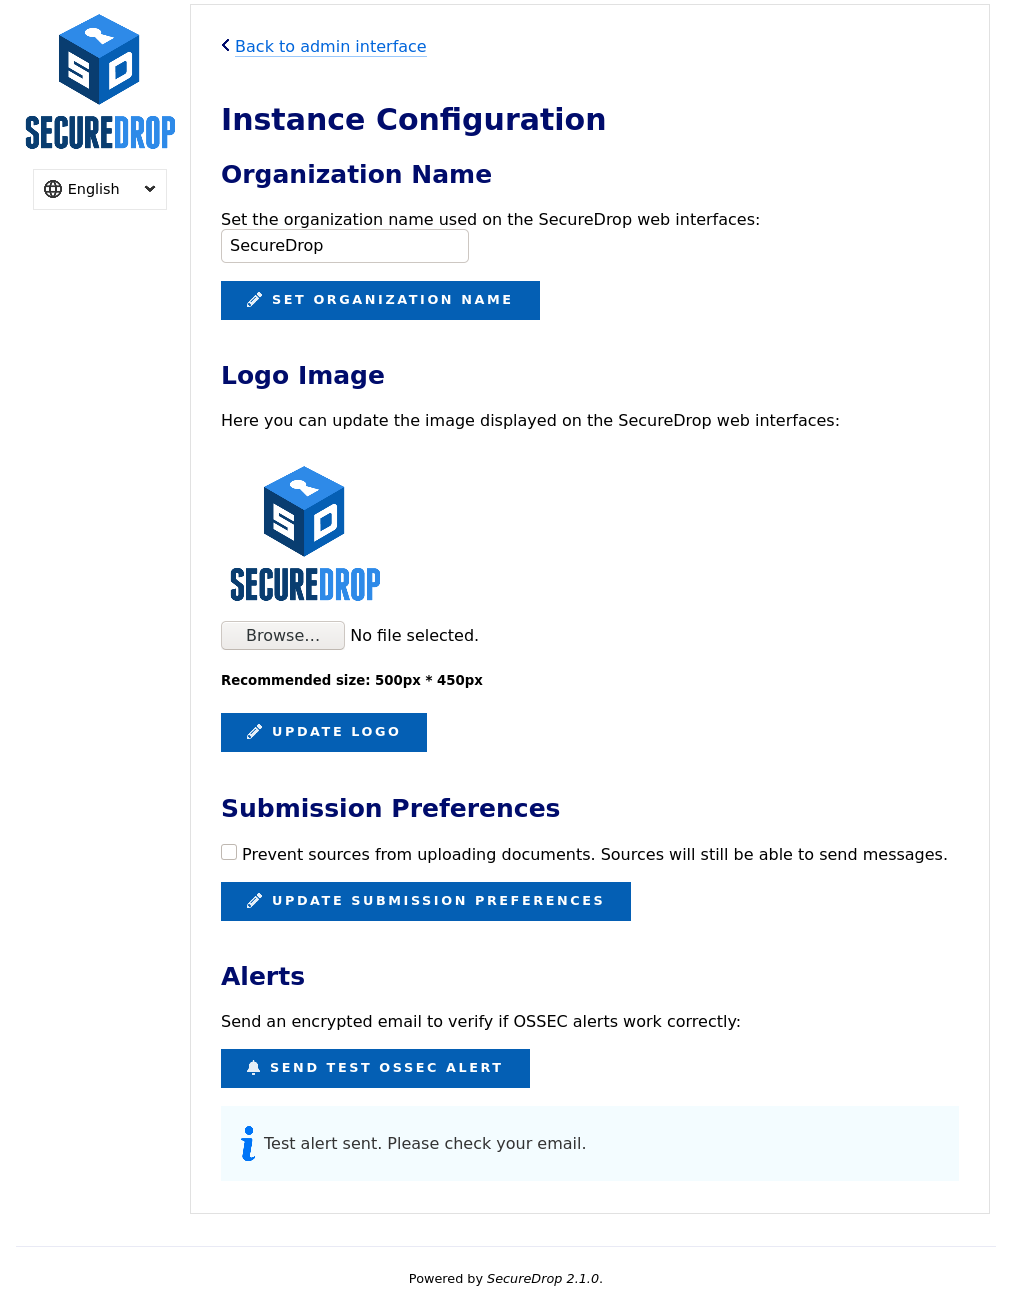 SECUREDROP
English
Back to admin interface
Instance Configuration
Organization Name
Set the organization name used on the SecureDrop web interfaces:
SecureDrop
SET ORGANIZATION NAME
Logo Image
Here you can update the image displayed on the SecureDrop web interfaces:
SD
SECUREDROP
Browse... No file selected.
Recommended size: 500px * 450px
UPDATE LOGO
Submission Preferences
Prevent sources from uploading documents. Sources will still be able to send messages.
UPDATE SUBMISSION PREFERENCES
Alerts
Send an encrypted email to verify if OSSEC alerts work correctly:
SEND TEST OSSEC ALERT
Test alert sent. Please check your email.
Powered by SecureDrop 2.1.0.